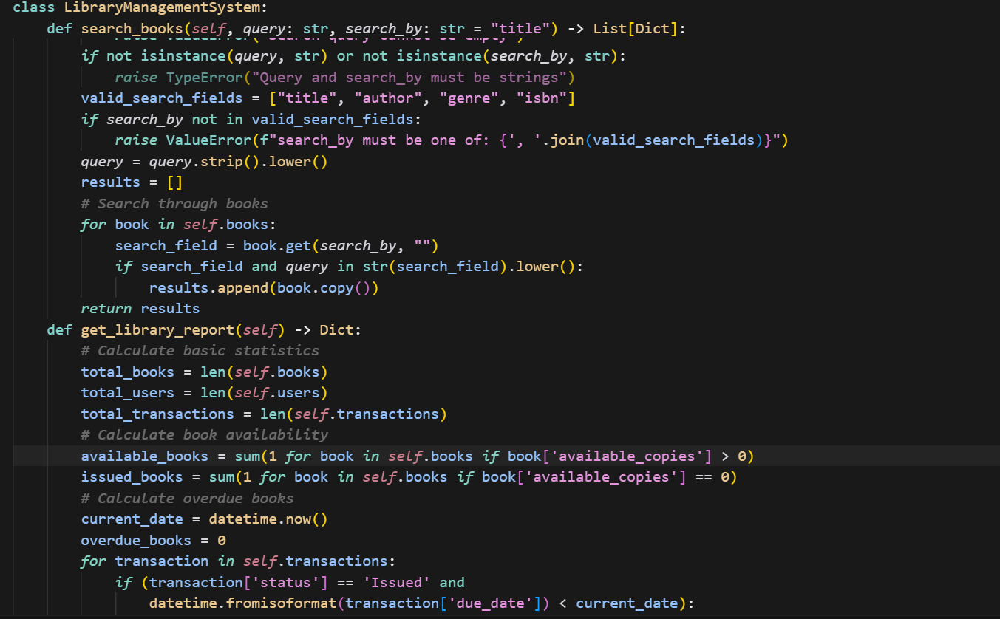 class LibraryManagementSystem:
    def search_books(self, query: str, search_by: str = "title") -> List[Dict]:
        if not isinstance(query, str) or not isinstance(search_by, str):
            raise TypeError("Query and search_by must be strings")
        valid_search_fields = ["title", "author", "genre", "isbn"]
        if search_by not in valid_search_fields:
            raise ValueError(f"search_by must be one of: {', '.join(valid_search_fields)}")
        query = query.strip().lower()
        results = []
        # Search through books
        for book in self.books:
            search_field = book.get(search_by, "")
            if search_field and query in str(search_field).lower():
                results.append(book.copy())
        return results
    def get_library_report(self) -> Dict:
        # Calculate basic statistics
        total_books = len(self.books)
        total_users = len(self.users)
        total_transactions = len(self.transactions)
        # Calculate book availability
        available_books = sum(1 for book in self.books if book['available_copies'] > 0)
        issued_books = sum(1 for book in self.books if book['available_copies'] == 0)
        # Calculate overdue books
        current_date = datetime.now()
        overdue_books = 0
        for transaction in self.transactions:
            if (transaction['status'] == 'Issued' and
                datetime.fromisoformat(transaction['due_date']) < current_date):